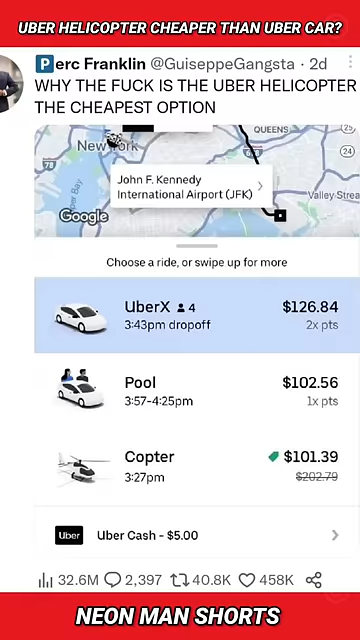 UBER HELICOPTER CHEAPER THAN UBER CAR?
Perc Franklin @GuiseppeGangsta · 2d
WHY THE FUCK IS THE UBER HELICOPTER
THE CHEAPEST OPTION
QUEENS
25
24
New York
John F. Kennedy
International Airport (JFK)
Valley Strea
Bay
Google
Choose a ride, or swipe up for more
UberX 4 $126.84
3:43pm dropoff 2x pts
Pool $102.56
3:57-4:25pm 1x pts
Copter $101.39
3:27pm $202.79
Uber Uber Cash - $5.00
32.6M 2,397 40.8K 458K
NEON MAN SHORTS